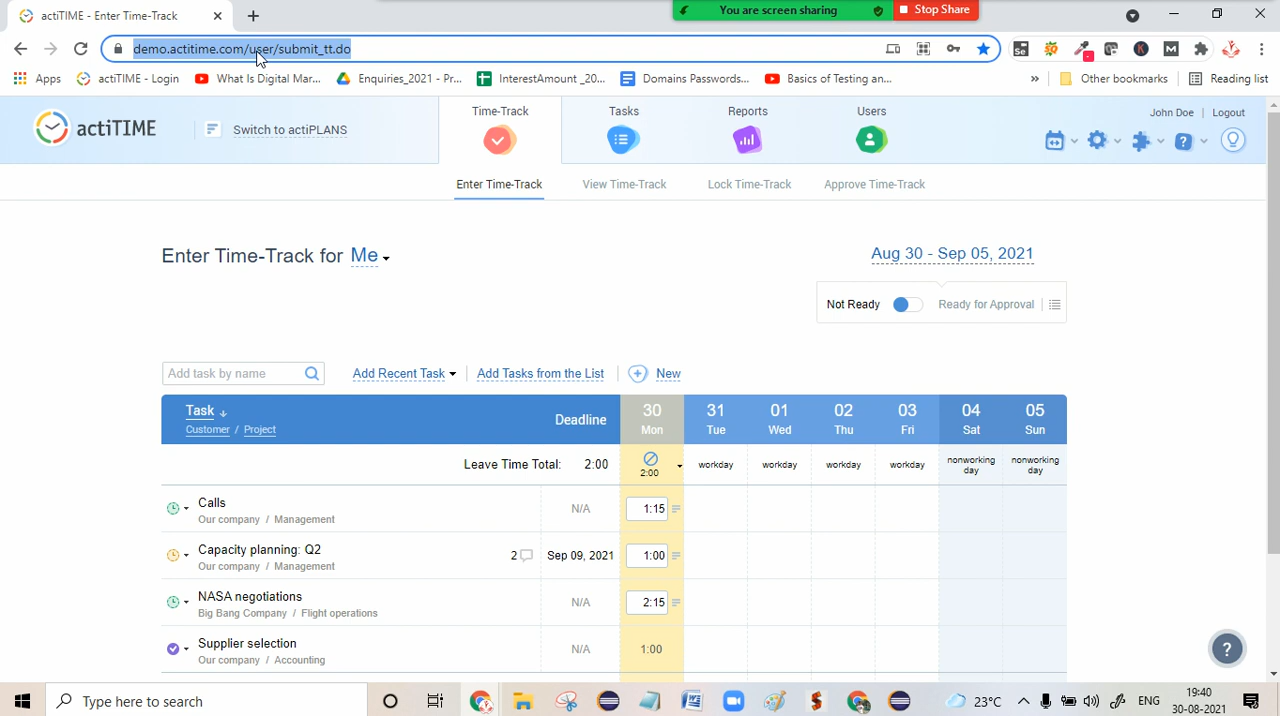 You are screen sharing
Stop Share
actiTIME - Enter Time-Track
demo.actitime.com/user/submit_tt.do
Apps
actiTIME - Login
What Is Digital Mar...
Enquiries_2021 - Pr...
InterestAmount _20...
Domains Passwords...
Basics of Testing an...
»
Other bookmarks
Reading list
actiTIME
Switch to actiPLANS
Time-Track
Tasks
Reports
Users
John Doe
Logout
Enter Time-Track
View Time-Track
Lock Time-Track
Approve Time-Track
Enter Time-Track for Me
Aug 30 - Sep 05, 2021
Not Ready
Ready for Approval
Add task by name
Add Recent Task
Add Tasks from the List
New
Task
Customer / Project
Deadline
30 Mon
31 Tue
01 Wed
02 Thu
03 Fri
04 Sat
05 Sun
Leave Time Total: 2:00
2:00
workday
workday
workday
workday
nonworking day
nonworking day
Calls
N/A
1:15
Our company / Management
Capacity planning: Q2
2
Sep 09, 2021
1:00
Our company / Management
NASA negotiations
N/A
2:15
Big Bang Company / Flight operations
Supplier selection
N/A
1:00
Our company / Accounting
?
Type here to search
23°C
ENG
19:40
30-08-2021